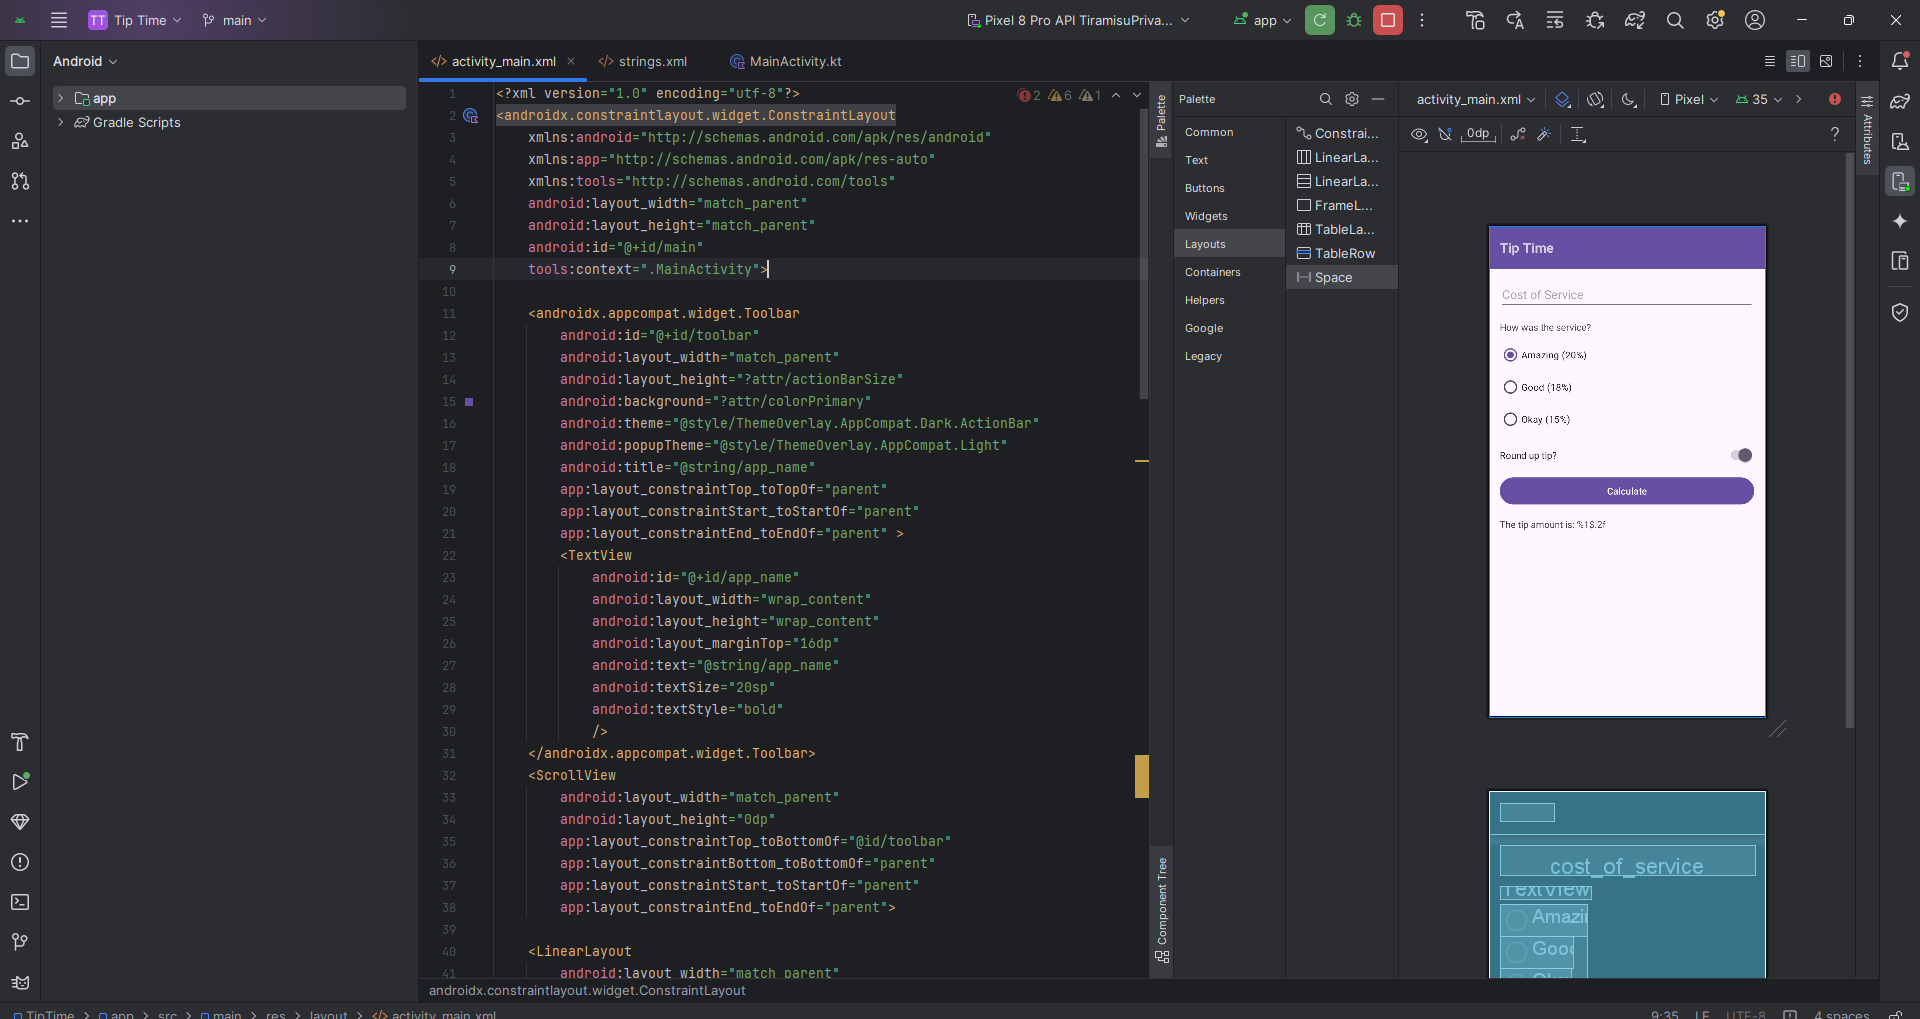 TT Tip Time main Pixel 8 Pro API TiramisuPriva... app
Android
app
Gradle Scripts
activity_main.xml strings.xml MainActivity.kt
2 6 1
1 <?xml version="1.0" encoding="utf-8"?>
2 <androidx.constraintlayout.widget.ConstraintLayout
3 xmlns:android="http://schemas.android.com/apk/res/android"
4 xmlns:app="http://schemas.android.com/apk/res-auto"
5 xmlns:tools="http://schemas.android.com/tools"
6 android:layout_width="match_parent"
7 android:layout_height="match_parent"
8 android:id="@+id/main"
9 tools:context=".MainActivity">
10
11 <androidx.appcompat.widget.Toolbar
12 android:id="@+id/toolbar"
13 android:layout_width="match_parent"
14 android:layout_height="?attr/actionBarSize"
15 android:background="?attr/colorPrimary"
16 android:theme="@style/ThemeOverlay.AppCompat.Dark.ActionBar"
17 android:popupTheme="@style/ThemeOverlay.AppCompat.Light"
18 android:title="@string/app_name"
19 app:layout_constraintTop_toTopOf="parent"
20 app:layout_constraintStart_toStartOf="parent"
21 app:layout_constraintEnd_toEndOf="parent" >
22 <TextView
23 android:id="@+id/app_name"
24 android:layout_width="wrap_content"
25 android:layout_height="wrap_content"
26 android:layout_marginTop="16dp"
27 android:text="@string/app_name"
28 android:textSize="20sp"
29 android:textStyle="bold"
30 />
31 </androidx.appcompat.widget.Toolbar>
32 <ScrollView
33 android:layout_width="match_parent"
34 android:layout_height="0dp"
35 app:layout_constraintTop_toBottomOf="@id/toolbar"
36 app:layout_constraintBottom_toBottomOf="parent"
37 app:layout_constraintStart_toStartOf="parent"
38 app:layout_constraintEnd_toEndOf="parent">
39
40 <LinearLayout
41 android:layout_width="match_parent"
androidx.constraintlayout.widget.ConstraintLayout
Palette
Component Tree
Palette
Common
Text
Buttons
Widgets
Layouts
Containers
Helpers
Google
Legacy
Constrai...
LinearLa...
LinearLa...
FrameL...
TableLa...
TableRow
Space
activity_main.xml Pixel 35
0dp ?
Attributes
Tip Time
Cost of Service
How was the service?
Amazing (20%)
Good (18%)
Okay (15%)
Round up tip?
Calculate
The tip amount is: %1$.2f
cost_of_service
TextView
Amazi
Good
Oka
TipTime > app > src > main > res > layout > activity_main.xml
9:35 LF UTF-8 4 spaces